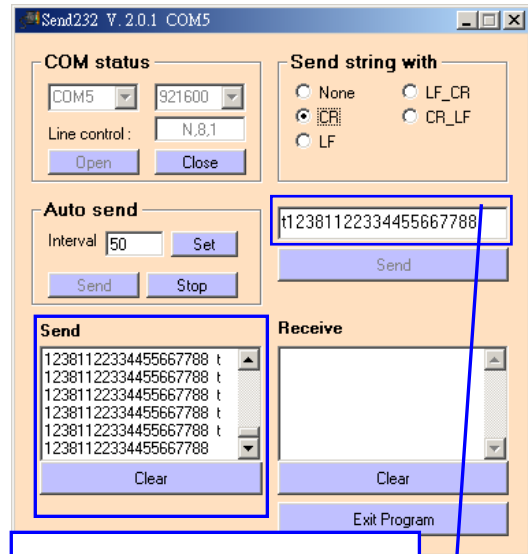 Send232 V. 2.0.1 COM5
COM status
COM5 921600
Line control : N,8,1
Open Close
Send string with
None LF_CR
CR CR_LF
LF
Auto send
Interval 50 Set
Send Stop
t12381122334455667788
Send
Send
12381122334455667788 t
12381122334455667788 t
12381122334455667788 t
12381122334455667788 t
12381122334455667788 t
12381122334455667788
Clear
Receive
Clear
Exit Program